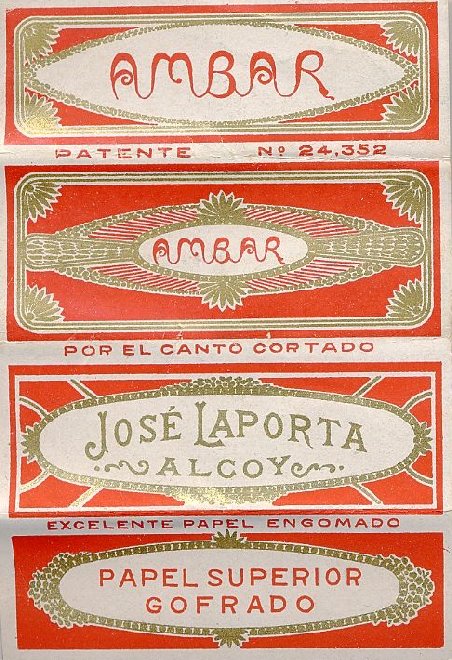 AMBAR
PATENTE Nº 24,352
AMBAR
POR EL CANTO CORTADO
JOSÉ LAPORTA
ALCOY
EXCELENTE PAPEL ENGOMADO
PAPEL SUPERIOR
GOFRADO